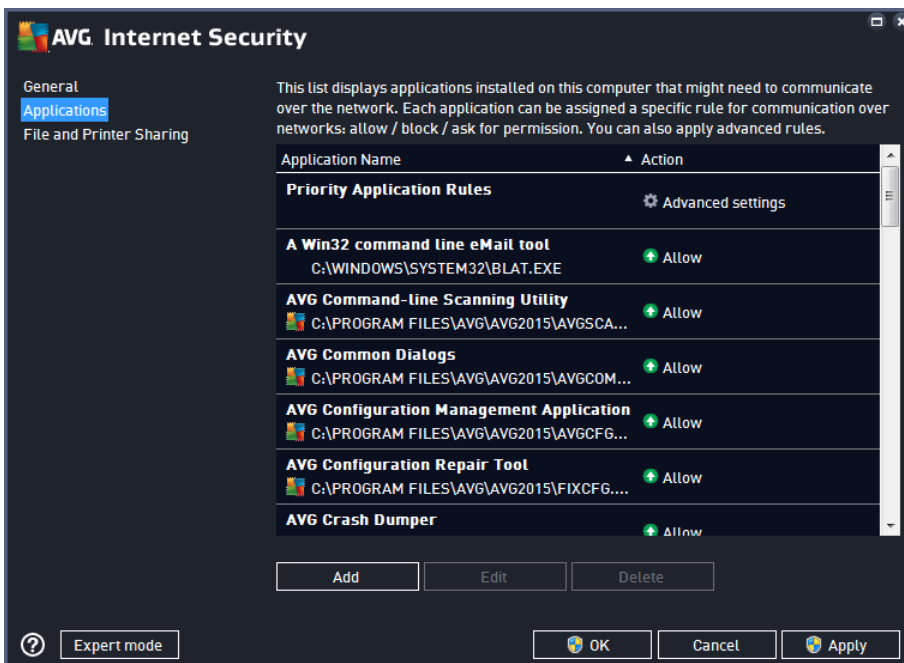 AVG. Internet Security
General
Applications
File and Printer Sharing
This list displays applications installed on this computer that might need to communicate
over the network. Each application can be assigned a specific rule for communication over
networks: allow / block / ask for permission. You can also apply advanced rules.
Application Name Action
Priority Application Rules
Advanced settings
A Win32 command line eMail tool
C:\WINDOWS\SYSTEM32\BLAT.EXE
Allow
AVG Command-line Scanning Utility
C:\PROGRAM FILES\AVG\AVG2015\AVGSCA...
Allow
AVG Common Dialogs
C:\PROGRAM FILES\AVG\AVG2015\AVGCOM...
Allow
AVG Configuration Management Application
C:\PROGRAM FILES\AVG\AVG2015\AVGCFG...
Allow
AVG Configuration Repair Tool
C:\PROGRAM FILES\AVG\AVG2015\FIXCFG....
Allow
AVG Crash Dumper
Allow
Add Edit Delete
? Expert mode OK Cancel Apply